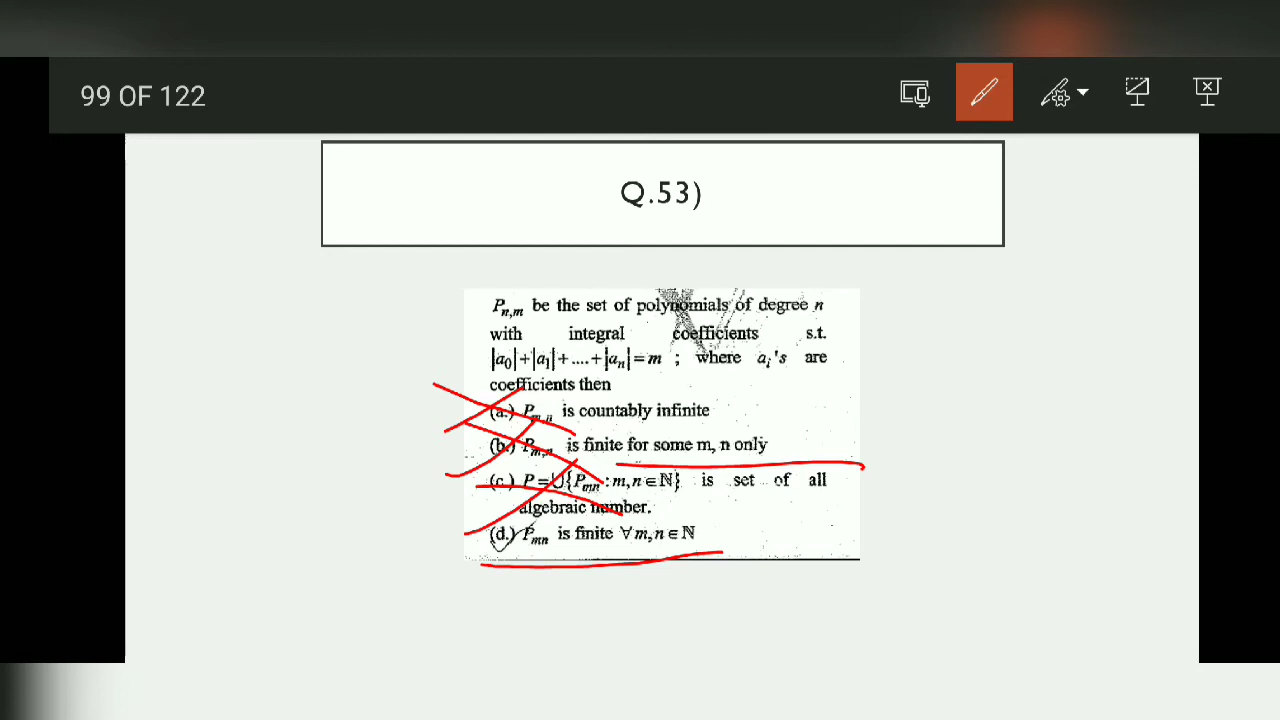 99 OF 122
Q.53)
P_{n,m} be the set of polynomials of degree n
with integral coefficients s.t.
|a_0|+|a_1|+....+|a_n|=m ; where a_i's are
coefficients then
(a.) P_{m,n} is countably infinite
(b.) P_{m,n} is finite for some m, n only
(c.) P=∪{P_{mn} : m,n∈ℕ} is set of all
algebraic number.
(d.) P_{mn} is finite ∀ m,n∈ℕ